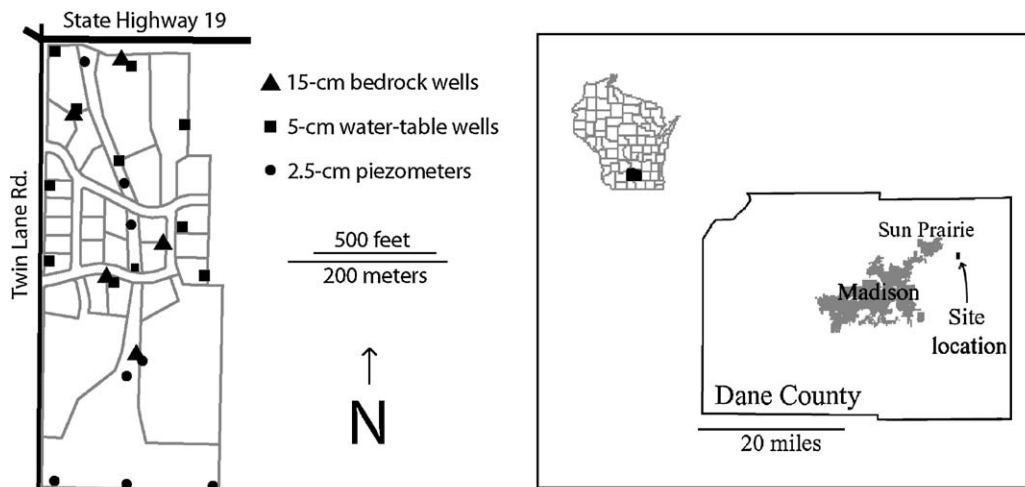 State Highway 19
Twin Lane Rd.
15-cm bedrock wells
5-cm water-table wells
2.5-cm piezometers
500 feet
200 meters
N
Sun Prairie
Madison
Site
location
Dane County
20 miles